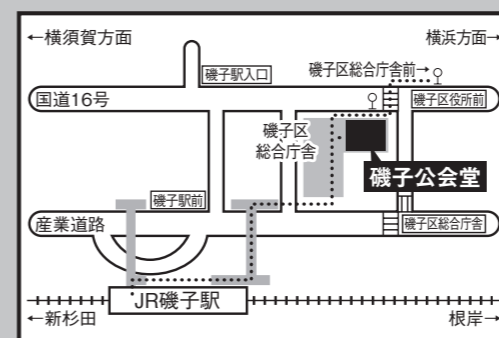 ←横須賀方面
横浜方面→
磯子駅入口
磯子区総合庁舎前→
国道16号
磯子区役所前
磯子区
総合庁舎
磯子公会堂
磯子駅前
産業道路
磯子区総合庁舎
JR磯子駅
←新杉田
根岸→